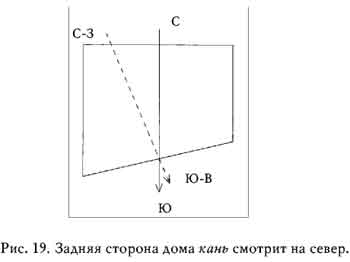 С
С-З
Ю-В
Ю
Рис. 19. Задняя сторона дома кань смотрит на север.